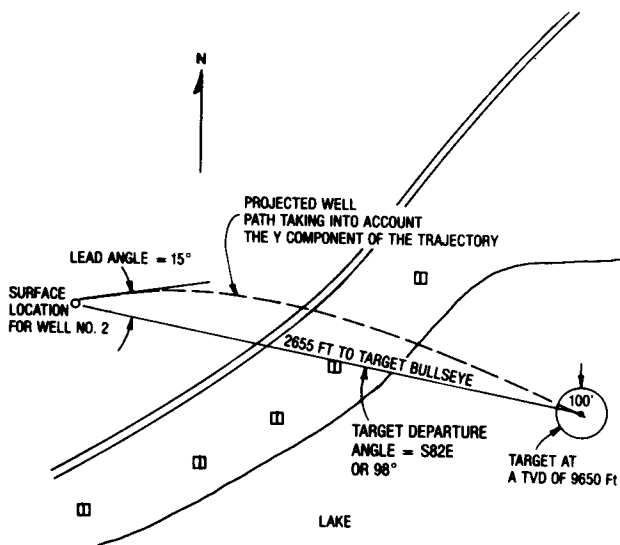 N
PROJECTED WELL
PATH TAKING INTO ACCOUNT
THE Y COMPONENT OF THE TRAJECTORY
LEAD ANGLE = 15°
SURFACE
LOCATION
FOR WELL NO. 2
2655 FT TO TARGET BULLSEYE
100'
TARGET DEPARTURE
ANGLE = S82E
OR 98°
TARGET AT
A TVD OF 9650 Ft
LAKE